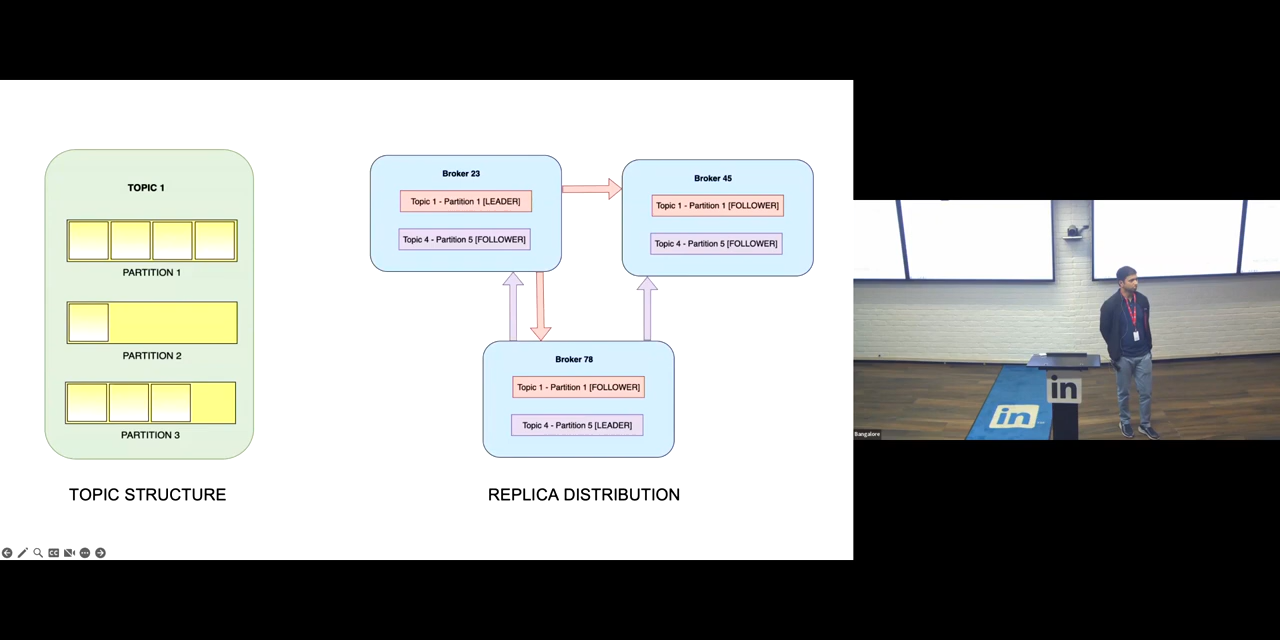 TOPIC 1
PARTITION 1
PARTITION 2
PARTITION 3
TOPIC STRUCTURE
Broker 23
Topic 1 - Partition 1 [LEADER]
Topic 4 - Partition 5 [FOLLOWER]
Broker 45
Topic 1 - Partition 1 [FOLLOWER]
Topic 4 - Partition 5 [FOLLOWER]
Broker 78
Topic 1 - Partition 1 [FOLLOWER]
Topic 4 - Partition 5 [LEADER]
REPLICA DISTRIBUTION
CC
in
in
Bangalore